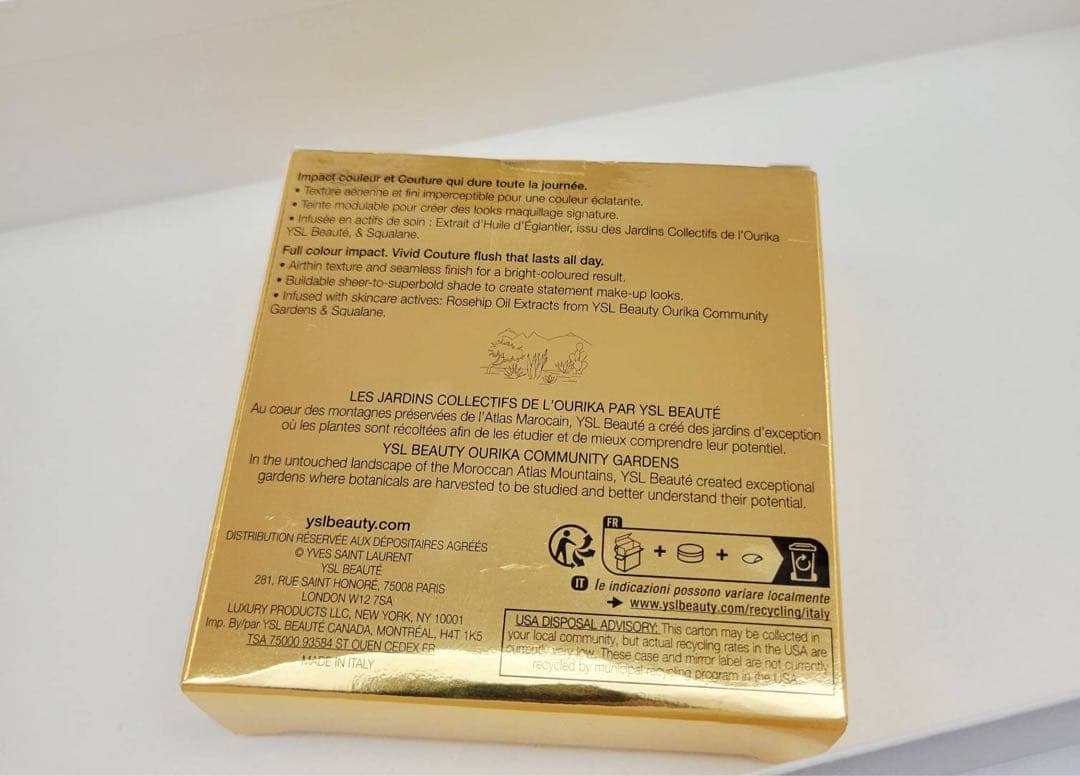 Impact couleur et Couture qui dure toute la journée.
• Texture aérienne et fini imperceptible pour une couleur éclatante.
• Teinte modulable pour créer des looks maquillage signature.
• Infusée en actifs de soin : Extrait d'Huile d'Églantier, issu des Jardins Collectifs de l'Ourika
YSL Beauté, & Squalane.
Full colour impact. Vivid Couture flush that lasts all day.
• Airthin texture and seamless finish for a bright-coloured result.
• Buildable sheer-to-superbold shade to create statement make-up looks.
• Infused with skincare actives: Rosehip Oil Extracts from YSL Beauty Ourika Community
Gardens & Squalane.
LES JARDINS COLLECTIFS DE L'OURIKA PAR YSL BEAUTÉ
Au coeur des montagnes préservées de l'Atlas Marocain, YSL Beauté a créé des jardins d'exception
où les plantes sont récoltées afin de les étudier et de mieux comprendre leur potentiel.
YSL BEAUTY OURIKA COMMUNITY GARDENS
In the untouched landscape of the Moroccan Atlas Mountains, YSL Beauté created exceptional
gardens where botanicals are harvested to be studied and better understand their potential.
yslbeauty.com
DISTRIBUTION RÉSERVÉE AUX DÉPOSITAIRES AGRÉÉS
© YVES SAINT LAURENT
YSL BEAUTÉ
281, RUE SAINT HONORÉ, 75008 PARIS
LONDON W12 7SA
LUXURY PRODUCTS LLC, NEW YORK, NY 10001
Imp. By/par YSL BEAUTÉ CANADA, MONTRÉAL, H4T 1K5
TSA 75000 93584 ST OUEN CEDEX FR
MADE IN ITALY
FR
+ +
IT le indicazioni possono variare localmente
www.yslbeauty.com/recycling/italy
USA DISPOSAL ADVISORY: This carton may be collected in
your local community, but actual recycling rates in the USA are
currently very low. These case and mirror label are not currently
recycled by municipal recycling program in the USA.